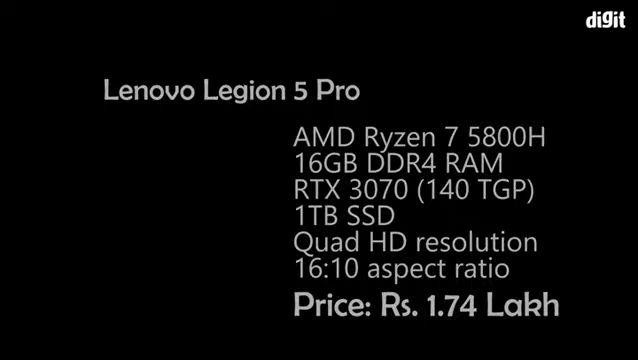 digit
Lenovo Legion 5 Pro
AMD Ryzen 7 5800H
16GB DDR4 RAM
RTX 3070 (140 TGP)
1TB SSD
Quad HD resolution
16:10 aspect ratio
Price: Rs. 1.74 Lakh